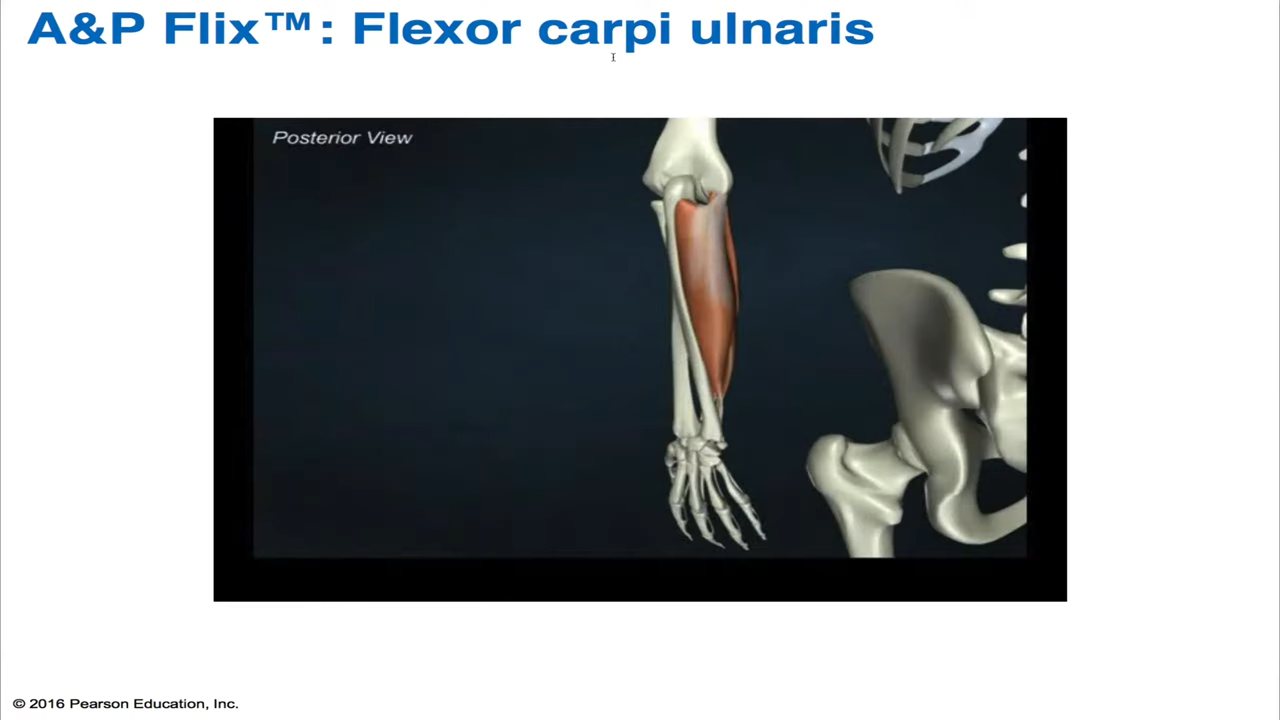 A&P Flix™: Flexor carpi ulnaris
Posterior View
© 2016 Pearson Education, Inc.